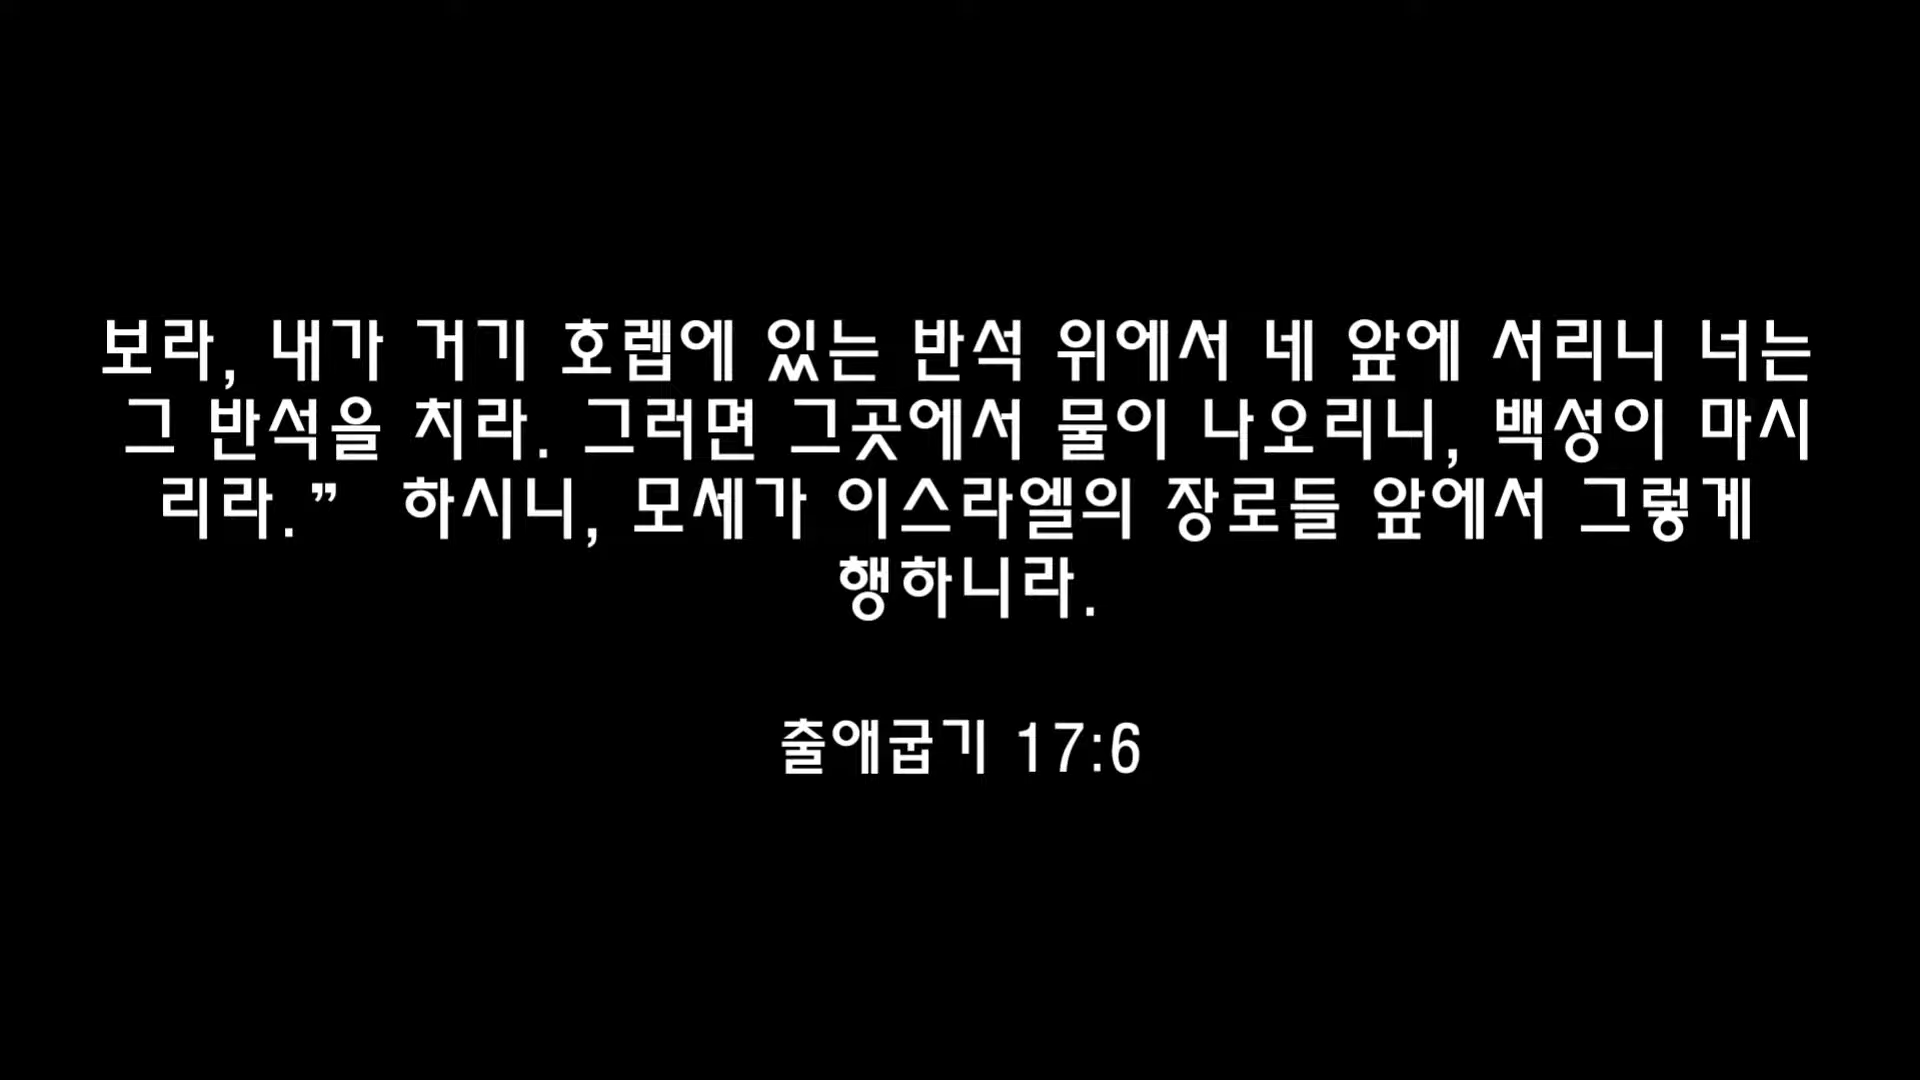 보라, 내가 거기 호렙에 있는 반석 위에서 네 앞에 서리니 너는
그 반석을 치라. 그러면 그곳에서 물이 나오리니, 백성이 마시
리라.” 하시니, 모세가 이스라엘의 장로들 앞에서 그렇게
행하니라.
출애굽기 17:6